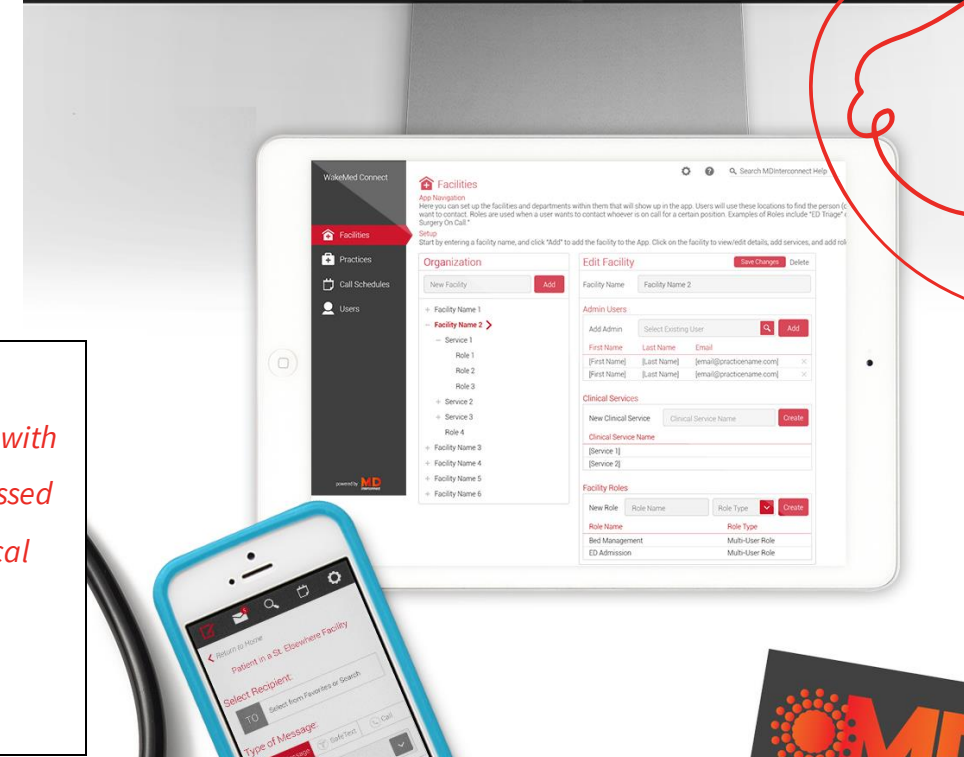 WakeMed Connect
Search MDInterconnect Help
Facilities
App Navigation
Here you can set up the facilities and departments within them that will show up in the app. Users will use these locations to find the person
want to contact. Roles are used when a user wants to contact whoever is on call for a certain position. Examples of Roles include "ED Triage"
Surgery On Call."
Setup
Start by entering a facility name, and click "Add" to add the facility to the App. Click on the facility to view/edit details, add services, and add
Facilities
Practices
Call Schedules
Users
powered by MD
Organization
New Facility
Add
+ Facility Name 1
− Facility Name 2
− Service 1
Role 1
Role 2
Role 3
+ Service 2
+ Service 3
Role 4
+ Facility Name 3
+ Facility Name 4
+ Facility Name 5
+ Facility Name 6
Edit Facility
Save Changes
Delete
Facility Name Facility Name 2
Admin Users
Add Admin Select Existing User Add
First Name Last Name Email
[First Name] [Last Name] [email@practicename.com] ×
[First Name] [Last Name] [email@practicename.com] ×
Clinical Services
New Clinical Service Clinical Service Name Create
Clinical Service Name
[Service 1]
[Service 2]
Facility Roles
New Role Role Name Role Type Create
Role Name Role Type
Bed Management Multi-User Role
ED Admission Multi-User Role
with
ssed
cal
Return to Home
Patient in a St. Elsewhere Facility
Select Recipient:
TO Select from Favorites or Search
Type of Message:
SafeText
Call
MD